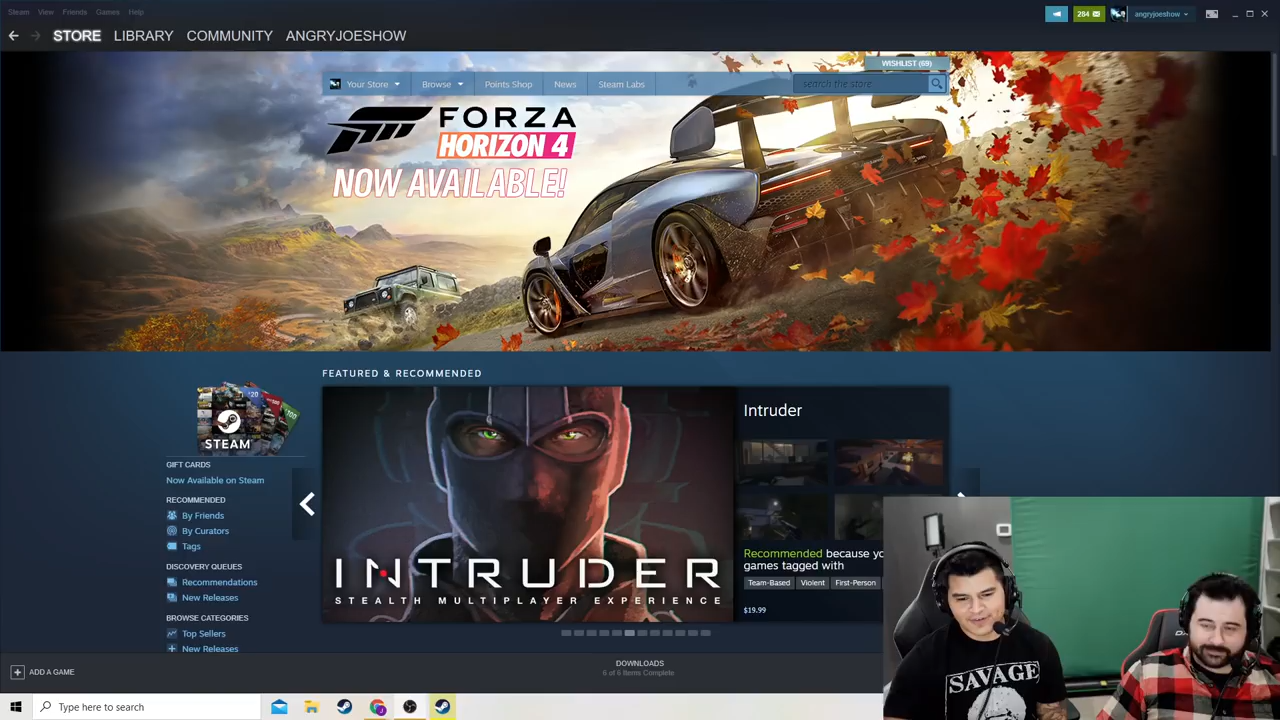 Steam View Friends Games Help
284
angryjoeshow
STORE LIBRARY COMMUNITY ANGRYJOESHOW
WISHLIST (69)
Your Store Browse Points Shop News Steam Labs
search the store
FORZA
HORIZON 4
NOW AVAILABLE!
FEATURED & RECOMMENDED
STEAM
$20
100
GIFT CARDS
Now Available on Steam
RECOMMENDED
By Friends
By Curators
Tags
DISCOVERY QUEUES
Recommendations
New Releases
BROWSE CATEGORIES
Top Sellers
New Releases
INTRUDER
STEALTH MULTIPLAYER EXPERIENCE
Intruder
Recommended because yo
games tagged with
Team-Based Violent First-Person
$19.99
SAVAGE
ADD A GAME
DOWNLOADS
6 of 6 Items Complete
Type here to search